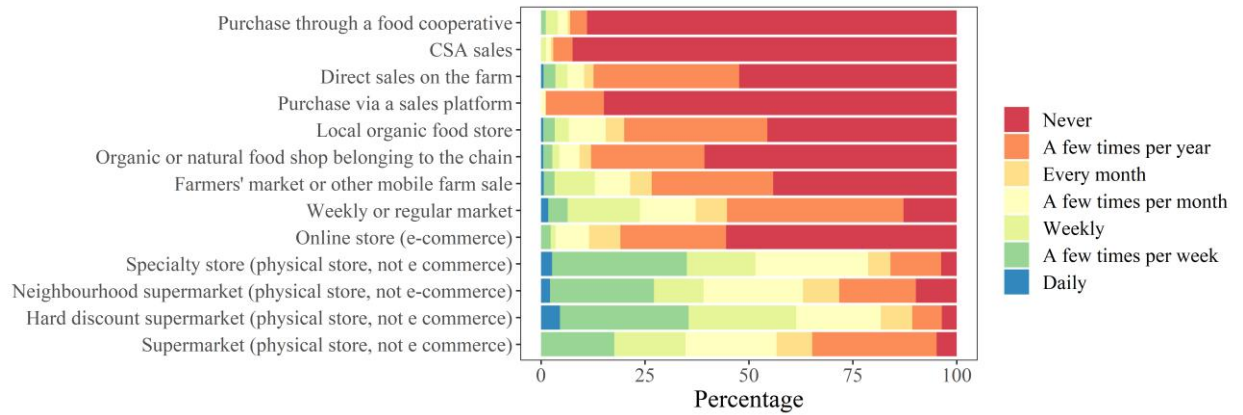 Purchase through a food cooperative
CSA sales
Direct sales on the farm
Purchase via a sales platform
Local organic food store
Organic or natural food shop belonging to the chain
Farmers' market or other mobile farm sale
Weekly or regular market
Online store (e-commerce)
Specialty store (physical store, not e commerce)
Neighbourhood supermarket (physical store, not e-commerce)
Hard discount supermarket (physical store, not e commerce)
Supermarket (physical store, not e commerce)
0 25 50 75 100
Percentage
Never
A few times per year
Every month
A few times per month
Weekly
A few times per week
Daily